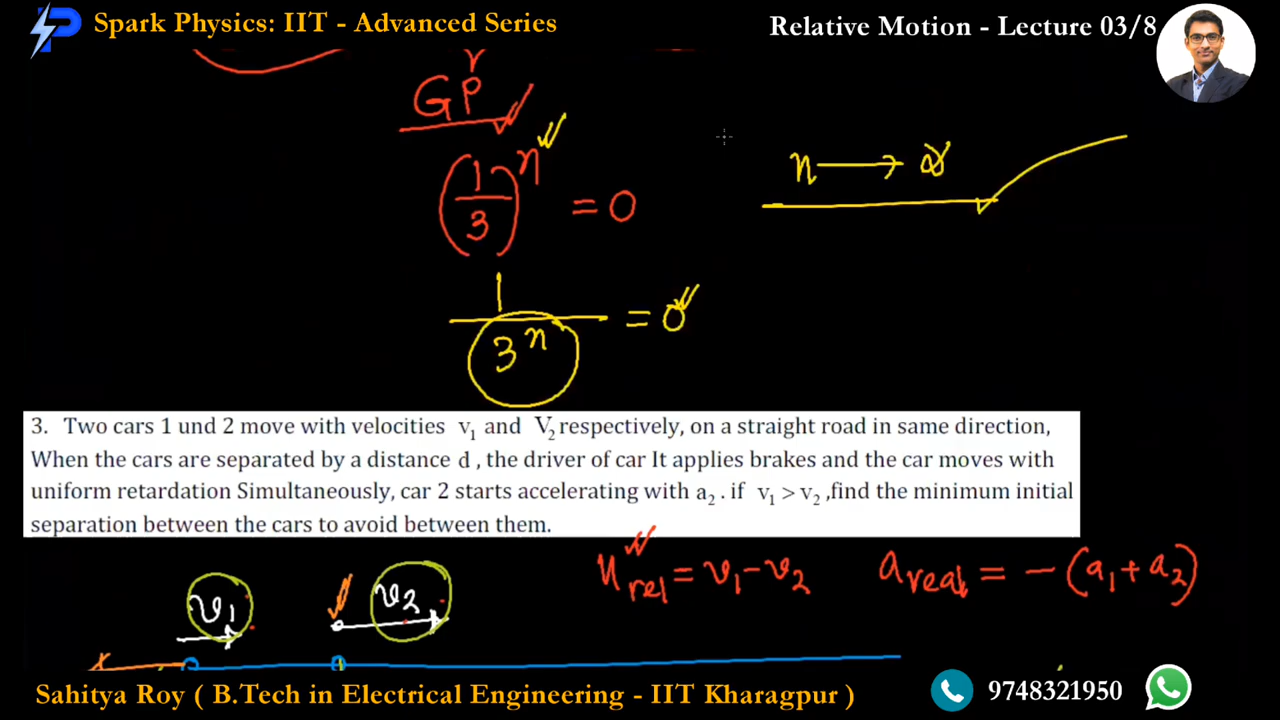 Spark Physics: IIT - Advanced Series
Relative Motion - Lecture 03/8
GP
(1/3)^n = 0
n → ∞
1/3^n = 0
3. Two cars 1 und 2 move with velocities v₁ and V₂ respectively, on a straight road in same direction,
When the cars are separated by a distance d , the driver of car It applies brakes and the car moves with
uniform retardation Simultaneously, car 2 starts accelerating with a₂ . if v₁ > v₂ ,find the minimum initial
separation between the cars to avoid between them.
u rel = v₁ - v₂
a real = - (a₁ + a₂)
v₁
v₂
Sahitya Roy ( B.Tech in Electrical Engineering - IIT Kharagpur )
9748321950